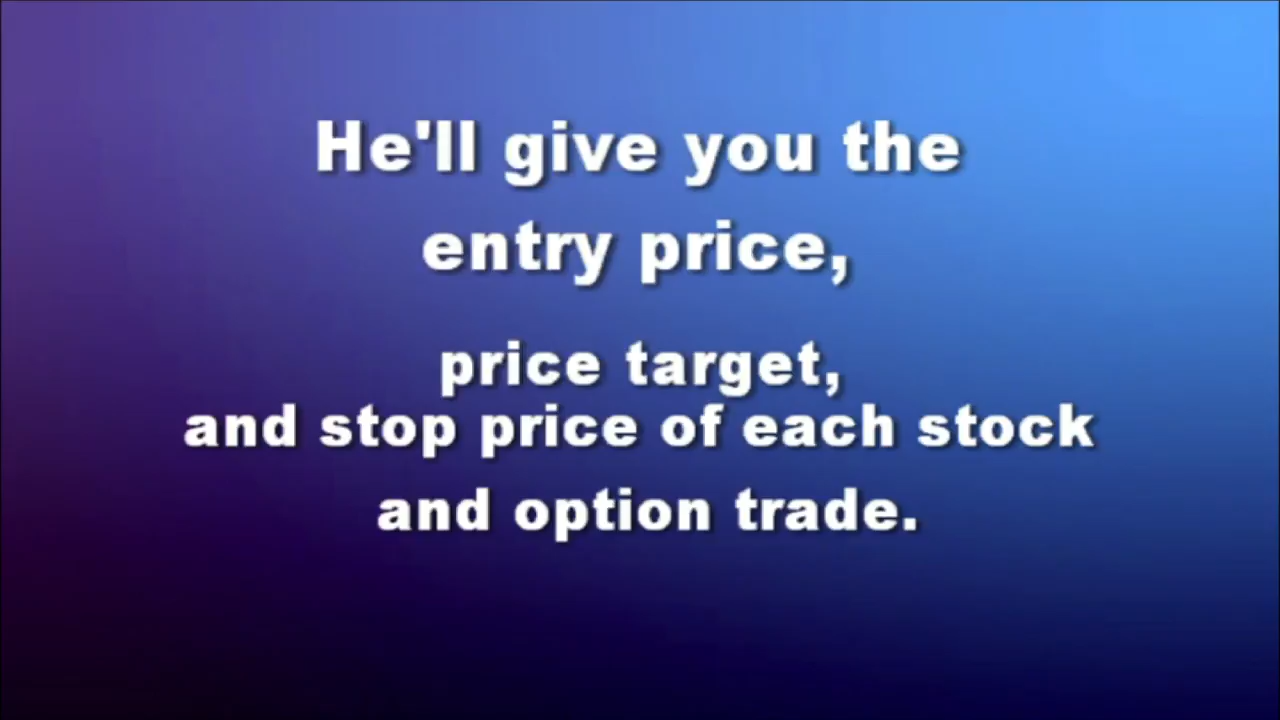 He'll give you the
entry price,
price target,
and stop price of each stock
and option trade.